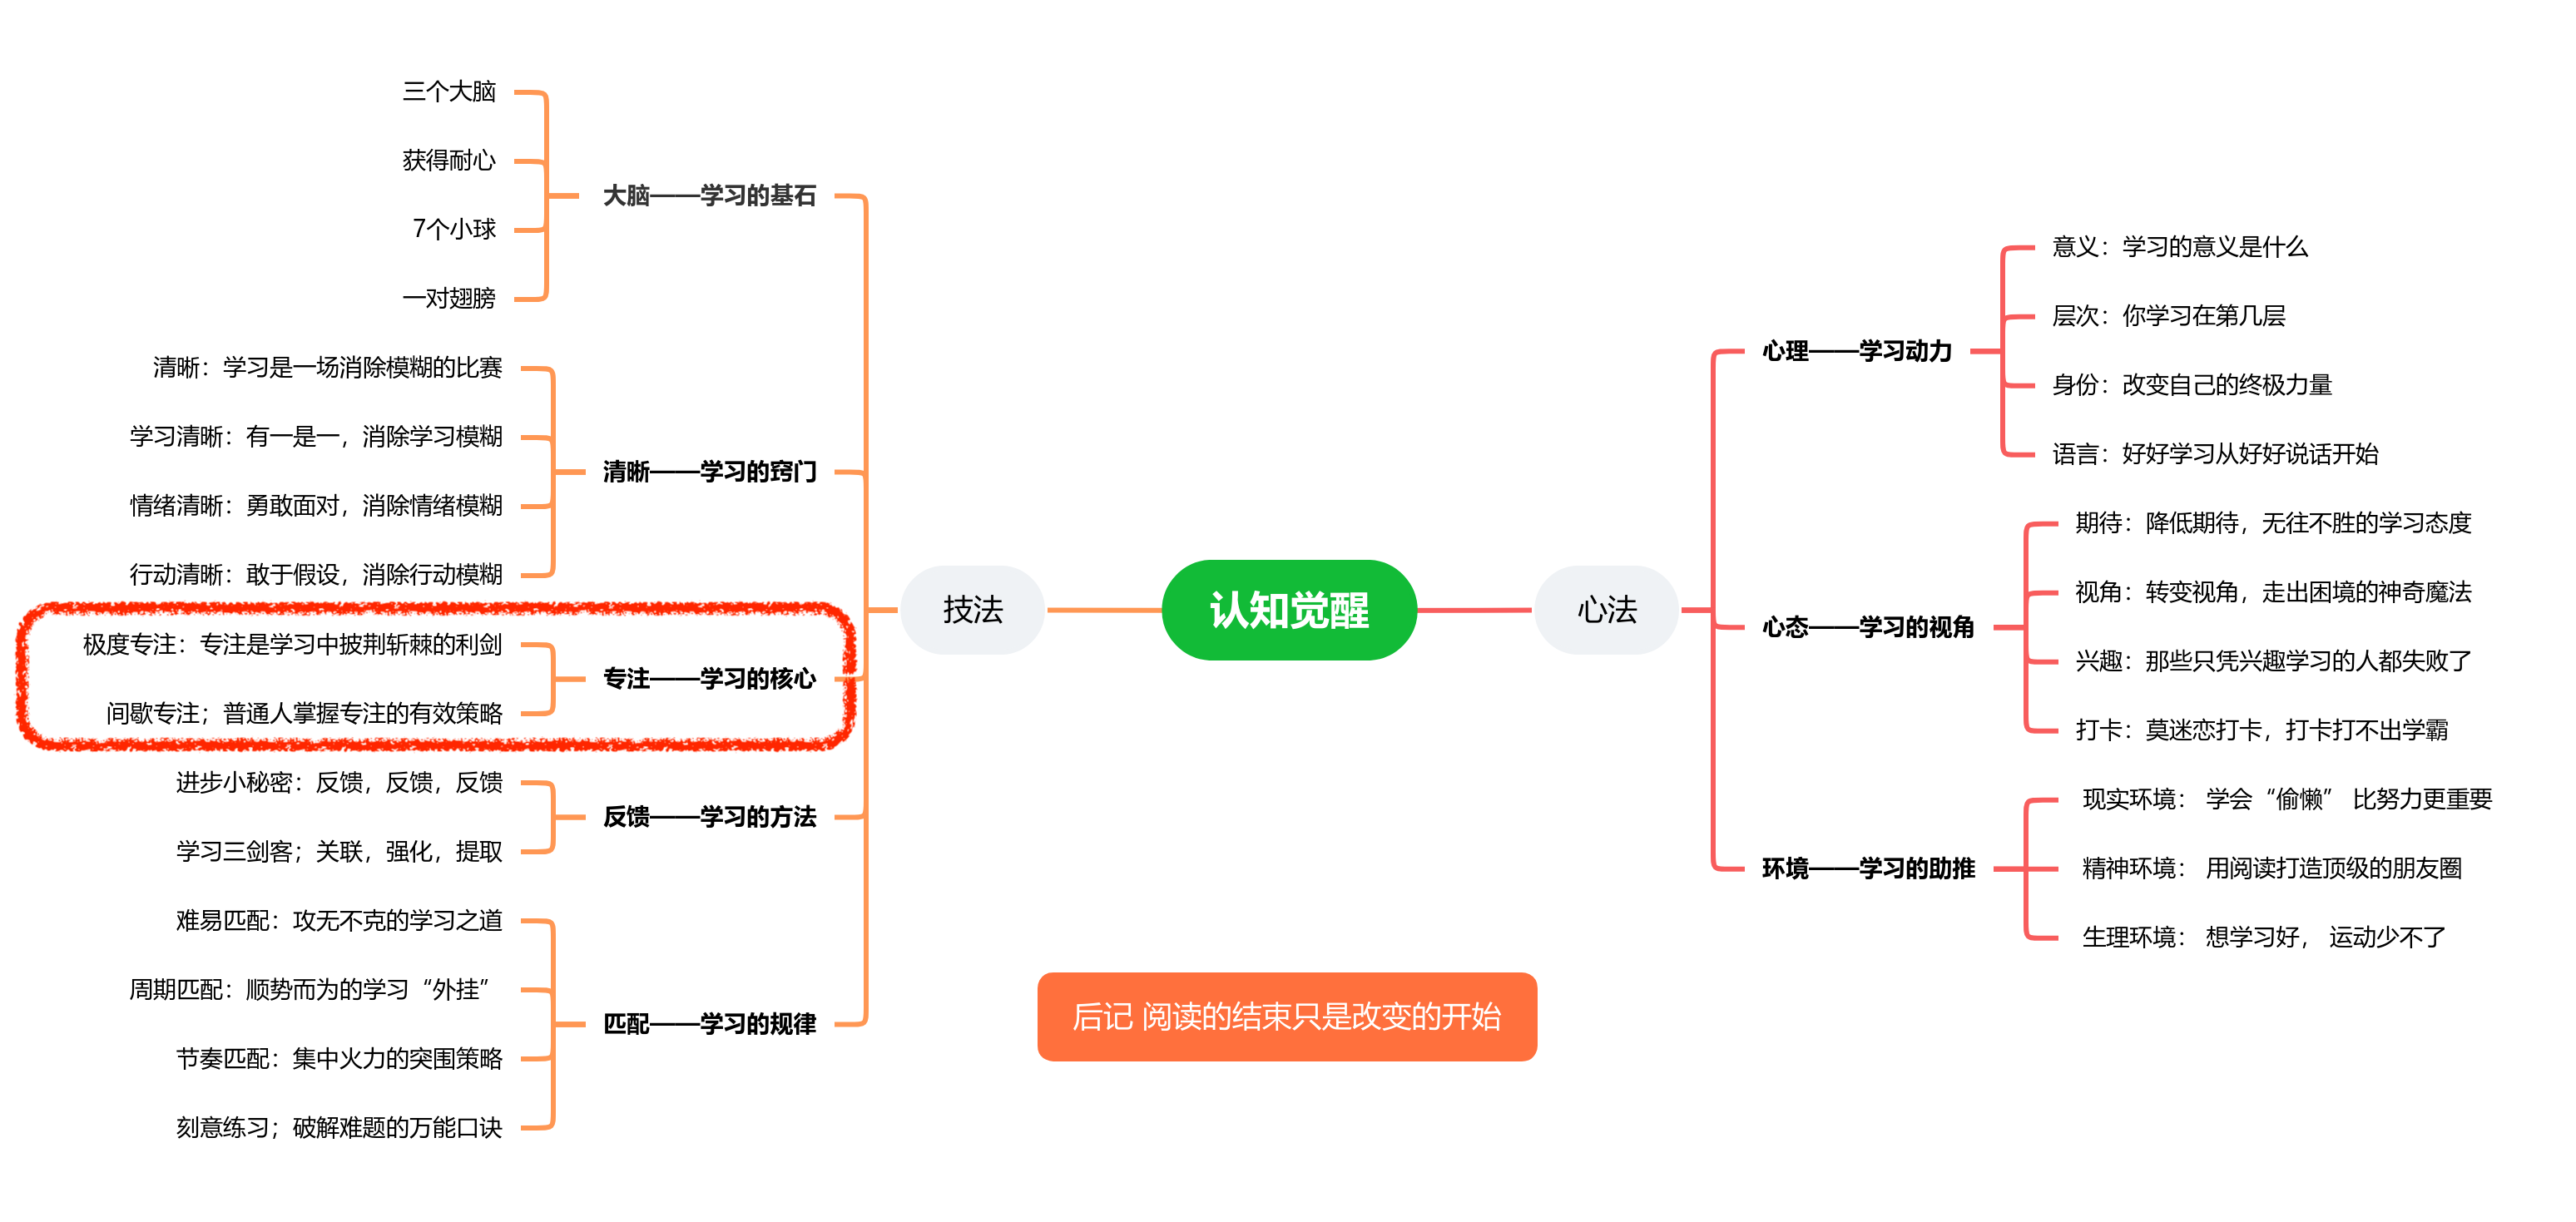 三个大脑
获得耐心
7个小球
一对翅膀
大脑——学习的基石
清晰：学习是一场消除模糊的比赛
学习清晰：有一是一，消除学习模糊
情绪清晰：勇敢面对，消除情绪模糊
行动清晰：敢于假设，消除行动模糊
清晰——学习的窍门
极度专注：专注是学习中披荆斩棘的利剑
间歇专注；普通人掌握专注的有效策略
专注——学习的核心
进步小秘密：反馈，反馈，反馈
学习三剑客；关联，强化，提取
反馈——学习的方法
难易匹配：攻无不克的学习之道
周期匹配：顺势而为的学习“外挂”
节奏匹配：集中火力的突围策略
刻意练习；破解难题的万能口诀
匹配——学习的规律
技法
认知觉醒
心法
心理——学习动力
意义：学习的意义是什么
层次：你学习在第几层
身份：改变自己的终极力量
语言：好好学习从好好说话开始
心态——学习的视角
期待：降低期待，无往不胜的学习态度
视角：转变视角，走出困境的神奇魔法
兴趣：那些只凭兴趣学习的人都失败了
打卡：莫迷恋打卡，打卡打不出学霸
环境——学习的助推
现实环境： 学会“偷懒” 比努力更重要
精神环境： 用阅读打造顶级的朋友圈
生理环境： 想学习好， 运动少不了
后记 阅读的结束只是改变的开始